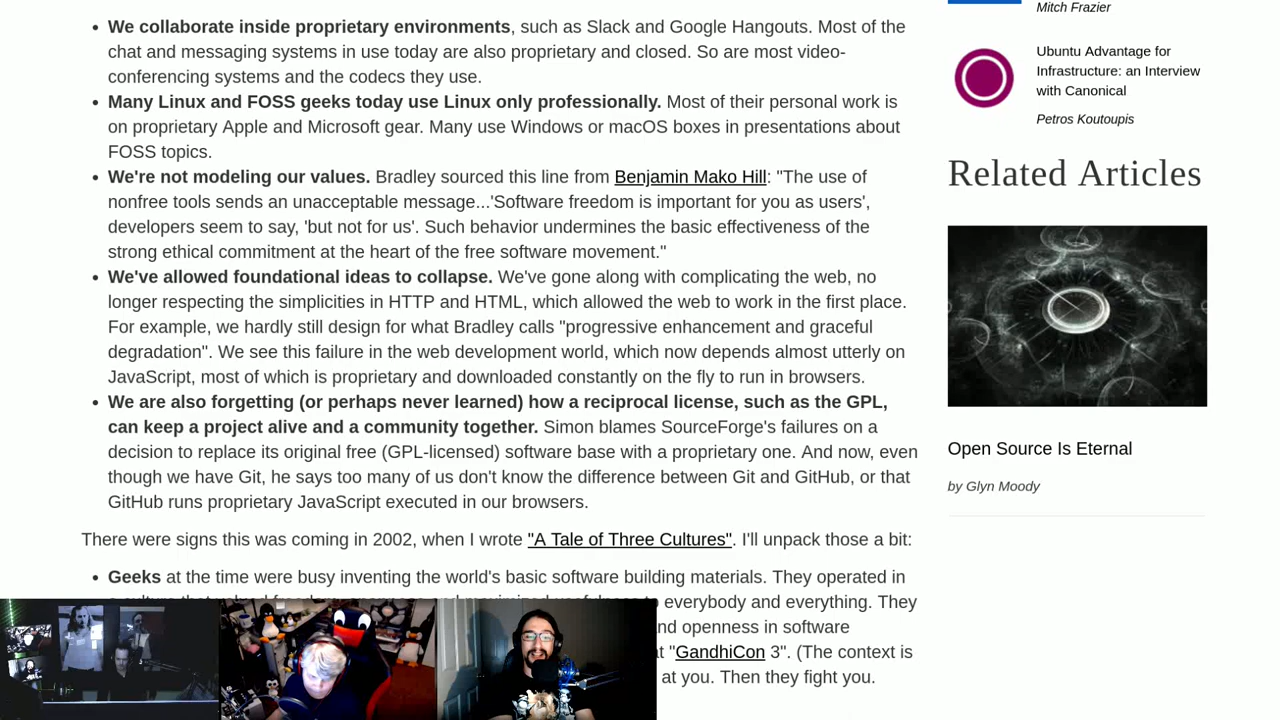 We collaborate inside proprietary environments, such as Slack and Google Hangouts. Most of the
chat and messaging systems in use today are also proprietary and closed. So are most video-
conferencing systems and the codecs they use.
Many Linux and FOSS geeks today use Linux only professionally. Most of their personal work is
on proprietary Apple and Microsoft gear. Many use Windows or macOS boxes in presentations about
FOSS topics.
We're not modeling our values. Bradley sourced this line from Benjamin Mako Hill: "The use of
nonfree tools sends an unacceptable message...'Software freedom is important for you as users',
developers seem to say, 'but not for us'. Such behavior undermines the basic effectiveness of the
strong ethical commitment at the heart of the free software movement."
We've allowed foundational ideas to collapse. We've gone along with complicating the web, no
longer respecting the simplicities in HTTP and HTML, which allowed the web to work in the first place.
For example, we hardly still design for what Bradley calls "progressive enhancement and graceful
degradation". We see this failure in the web development world, which now depends almost utterly on
JavaScript, most of which is proprietary and downloaded constantly on the fly to run in browsers.
We are also forgetting (or perhaps never learned) how a reciprocal license, such as the GPL,
can keep a project alive and a community together. Simon blames SourceForge's failures on a
decision to replace its original free (GPL-licensed) software base with a proprietary one. And now, even
though we have Git, he says too many of us don't know the difference between Git and GitHub, or that
GitHub runs proprietary JavaScript executed in our browsers.
There were signs this was coming in 2002, when I wrote "A Tale of Three Cultures". I'll unpack those a bit:
Geeks at the time were busy inventing the world's basic software building materials. They operated in
everybody and everything. They
and openness in software
"GandhiCon 3". (The context is
at you. Then they fight you.
Mitch Frazier
Ubuntu Advantage for
Infrastructure: an Interview
with Canonical
Petros Koutoupis
Related Articles
Open Source Is Eternal
by Glyn Moody